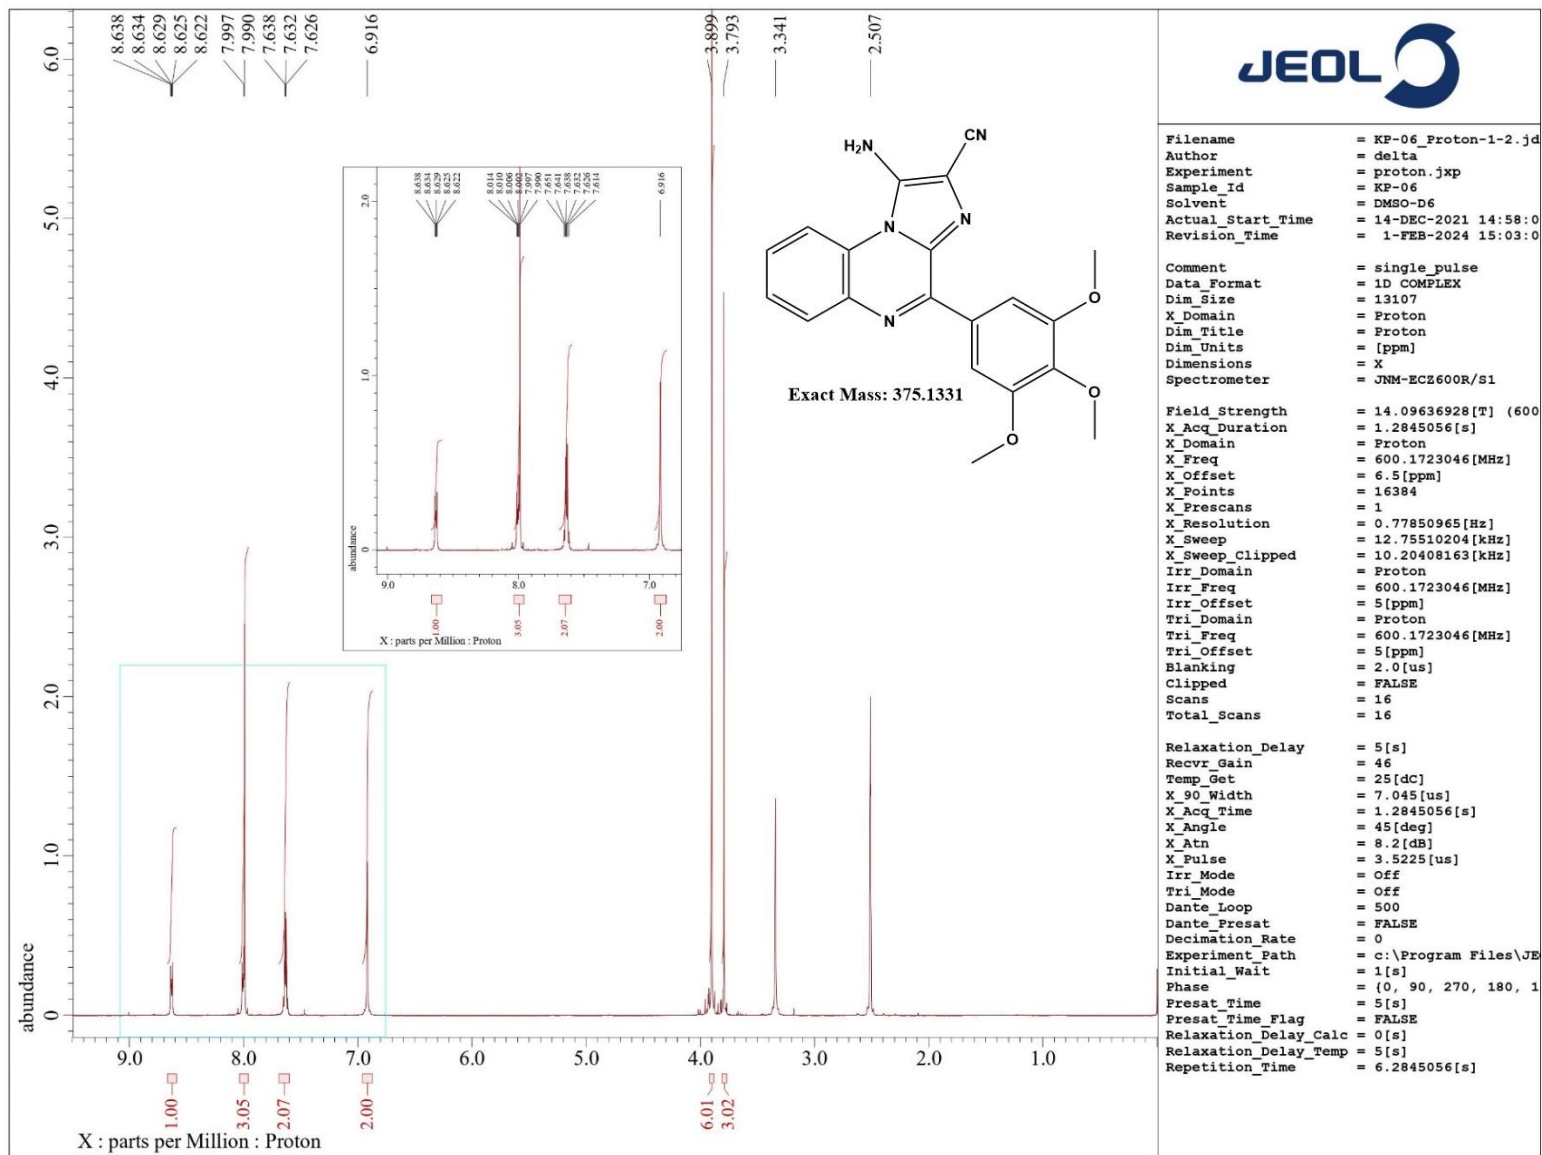 8.638
8.634
8.629
8.625
8.622
7.997
7.990
7.638
7.632
7.626
6.916
3.899
3.793
3.341
2.507
6.0
5.0
4.0
3.0
2.0
1.0
0
abundance
9.0 8.0 7.0 6.0 5.0 4.0 3.0 2.0 1.0
1.00
3.05
2.07
2.00
6.01
3.02
X : parts per Million : Proton
8.638
8.634
8.629
8.625
8.622
8.014
8.010
8.006
8.002
7.997
7.990
7.651
7.641
7.638
7.632
7.626
7.614
6.916
2.0
1.0
0
abundance
9.0 8.0 7.0
1.00
3.05
2.07
2.00
X : parts per Million : Proton
H₂N
CN
N
N
N
O
O
O
Exact Mass: 375.1331
JEOL
Filename = KP-06_Proton-1-2.jd
Author = delta
Experiment = proton.jxp
Sample_Id = KP-06
Solvent = DMSO-D6
Actual_Start_Time = 14-DEC-2021 14:58:0
Revision_Time = 1-FEB-2024 15:03:0
Comment = single_pulse
Data_Format = 1D COMPLEX
Dim_Size = 13107
X_Domain = Proton
Dim_Title = Proton
Dim_Units = [ppm]
Dimensions = X
Spectrometer = JNM-ECZ600R/S1
Field_Strength = 14.09636928[T] (600
X_Acq_Duration = 1.2845056[s]
X_Domain = Proton
X_Freq = 600.1723046[MHz]
X_Offset = 6.5[ppm]
X_Points = 16384
X_Prescans = 1
X_Resolution = 0.77850965[Hz]
X_Sweep = 12.75510204[kHz]
X_Sweep_Clipped = 10.20408163[kHz]
Irr_Domain = Proton
Irr_Freq = 600.1723046[MHz]
Irr_Offset = 5[ppm]
Tri_Domain = Proton
Tri_Freq = 600.1723046[MHz]
Tri_Offset = 5[ppm]
Blanking = 2.0[us]
Clipped = FALSE
Scans = 16
Total_Scans = 16
Relaxation_Delay = 5[s]
Recvr_Gain = 46
Temp_Get = 25[dC]
X_90_Width = 7.045[us]
X_Acq_Time = 1.2845056[s]
X_Angle = 45[deg]
X_Atn = 8.2[dB]
X_Pulse = 3.5225[us]
Irr_Mode = Off
Tri_Mode = Off
Dante_Loop = 500
Dante_Presat = FALSE
Decimation_Rate = 0
Experiment_Path = c:\Program Files\JE
Initial_Wait = 1[s]
Phase = {0, 90, 270, 180, 1
Presat_Time = 5[s]
Presat_Time_Flag = FALSE
Relaxation_Delay_Calc = 0[s]
Relaxation_Delay_Temp = 5[s]
Repetition_Time = 6.2845056[s]